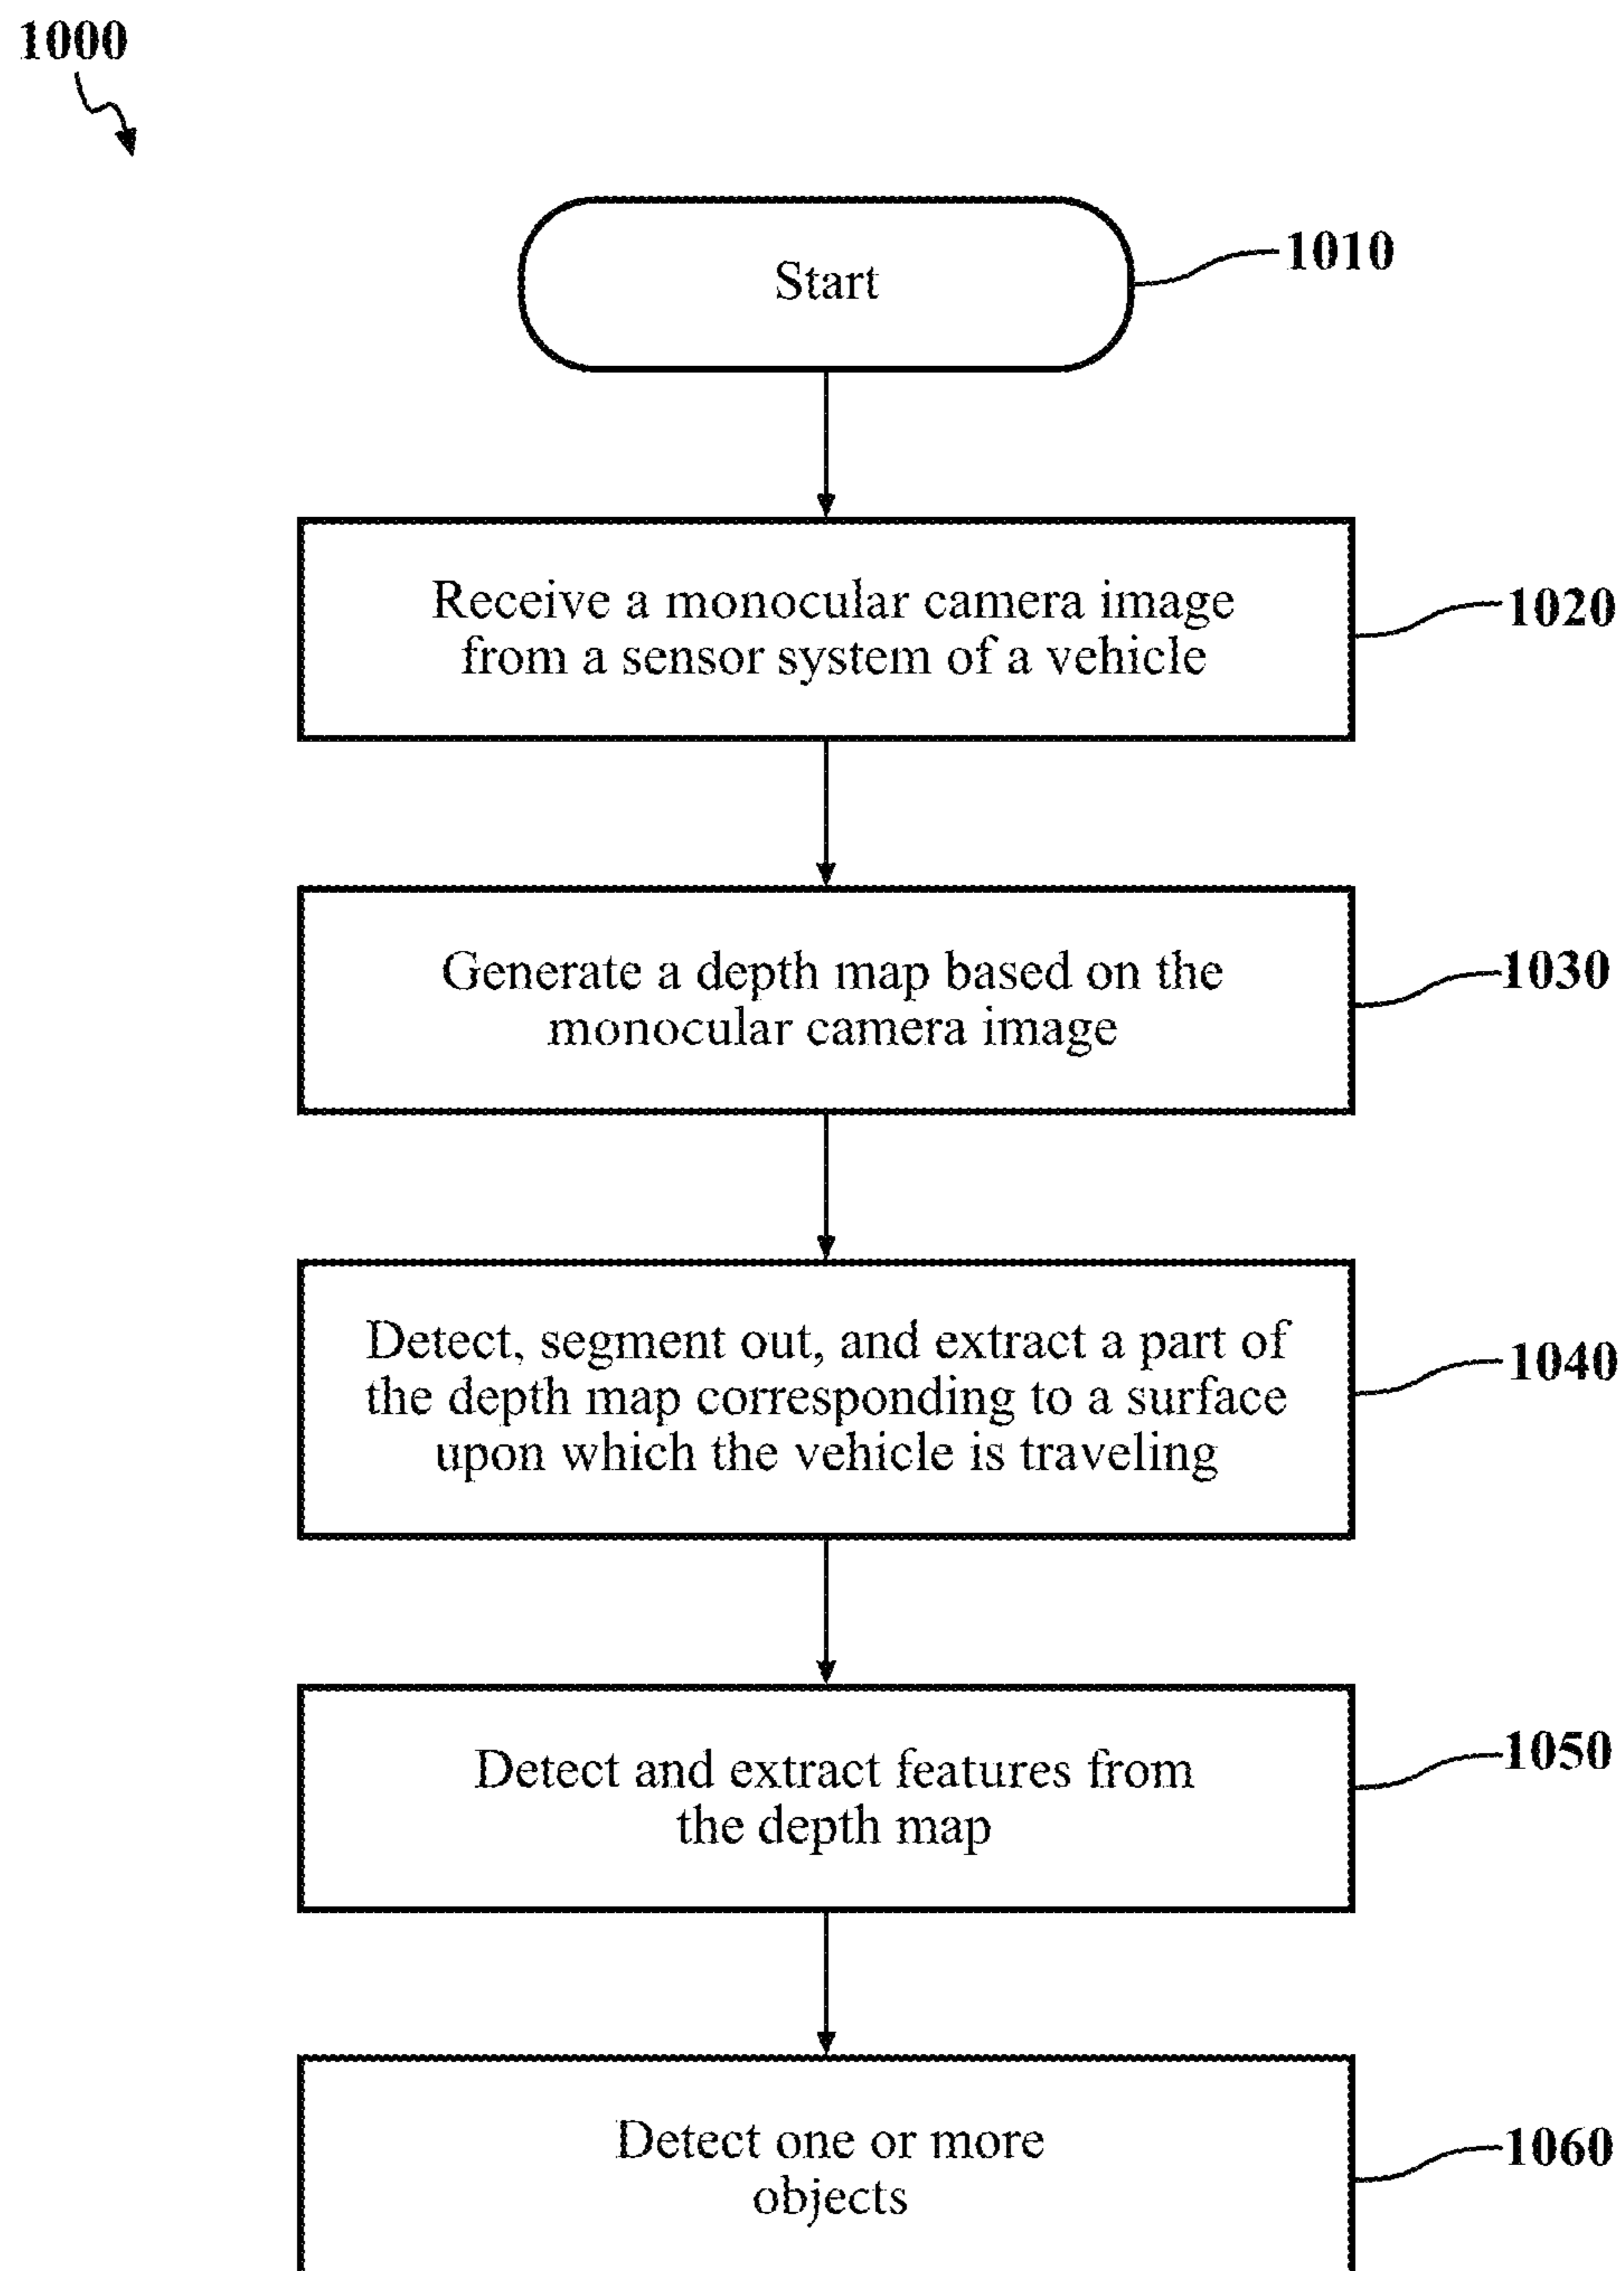 1000
Start
1010
Receive a monocular camera image
from a sensor system of a vehicle
1020
Generate a depth map based on the
monocular camera image
1030
Detect, segment out, and extract a part of
the depth map corresponding to a surface
upon which the vehicle is traveling
1040
Detect and extract features from
the depth map
1050
Detect one or more
objects
1060